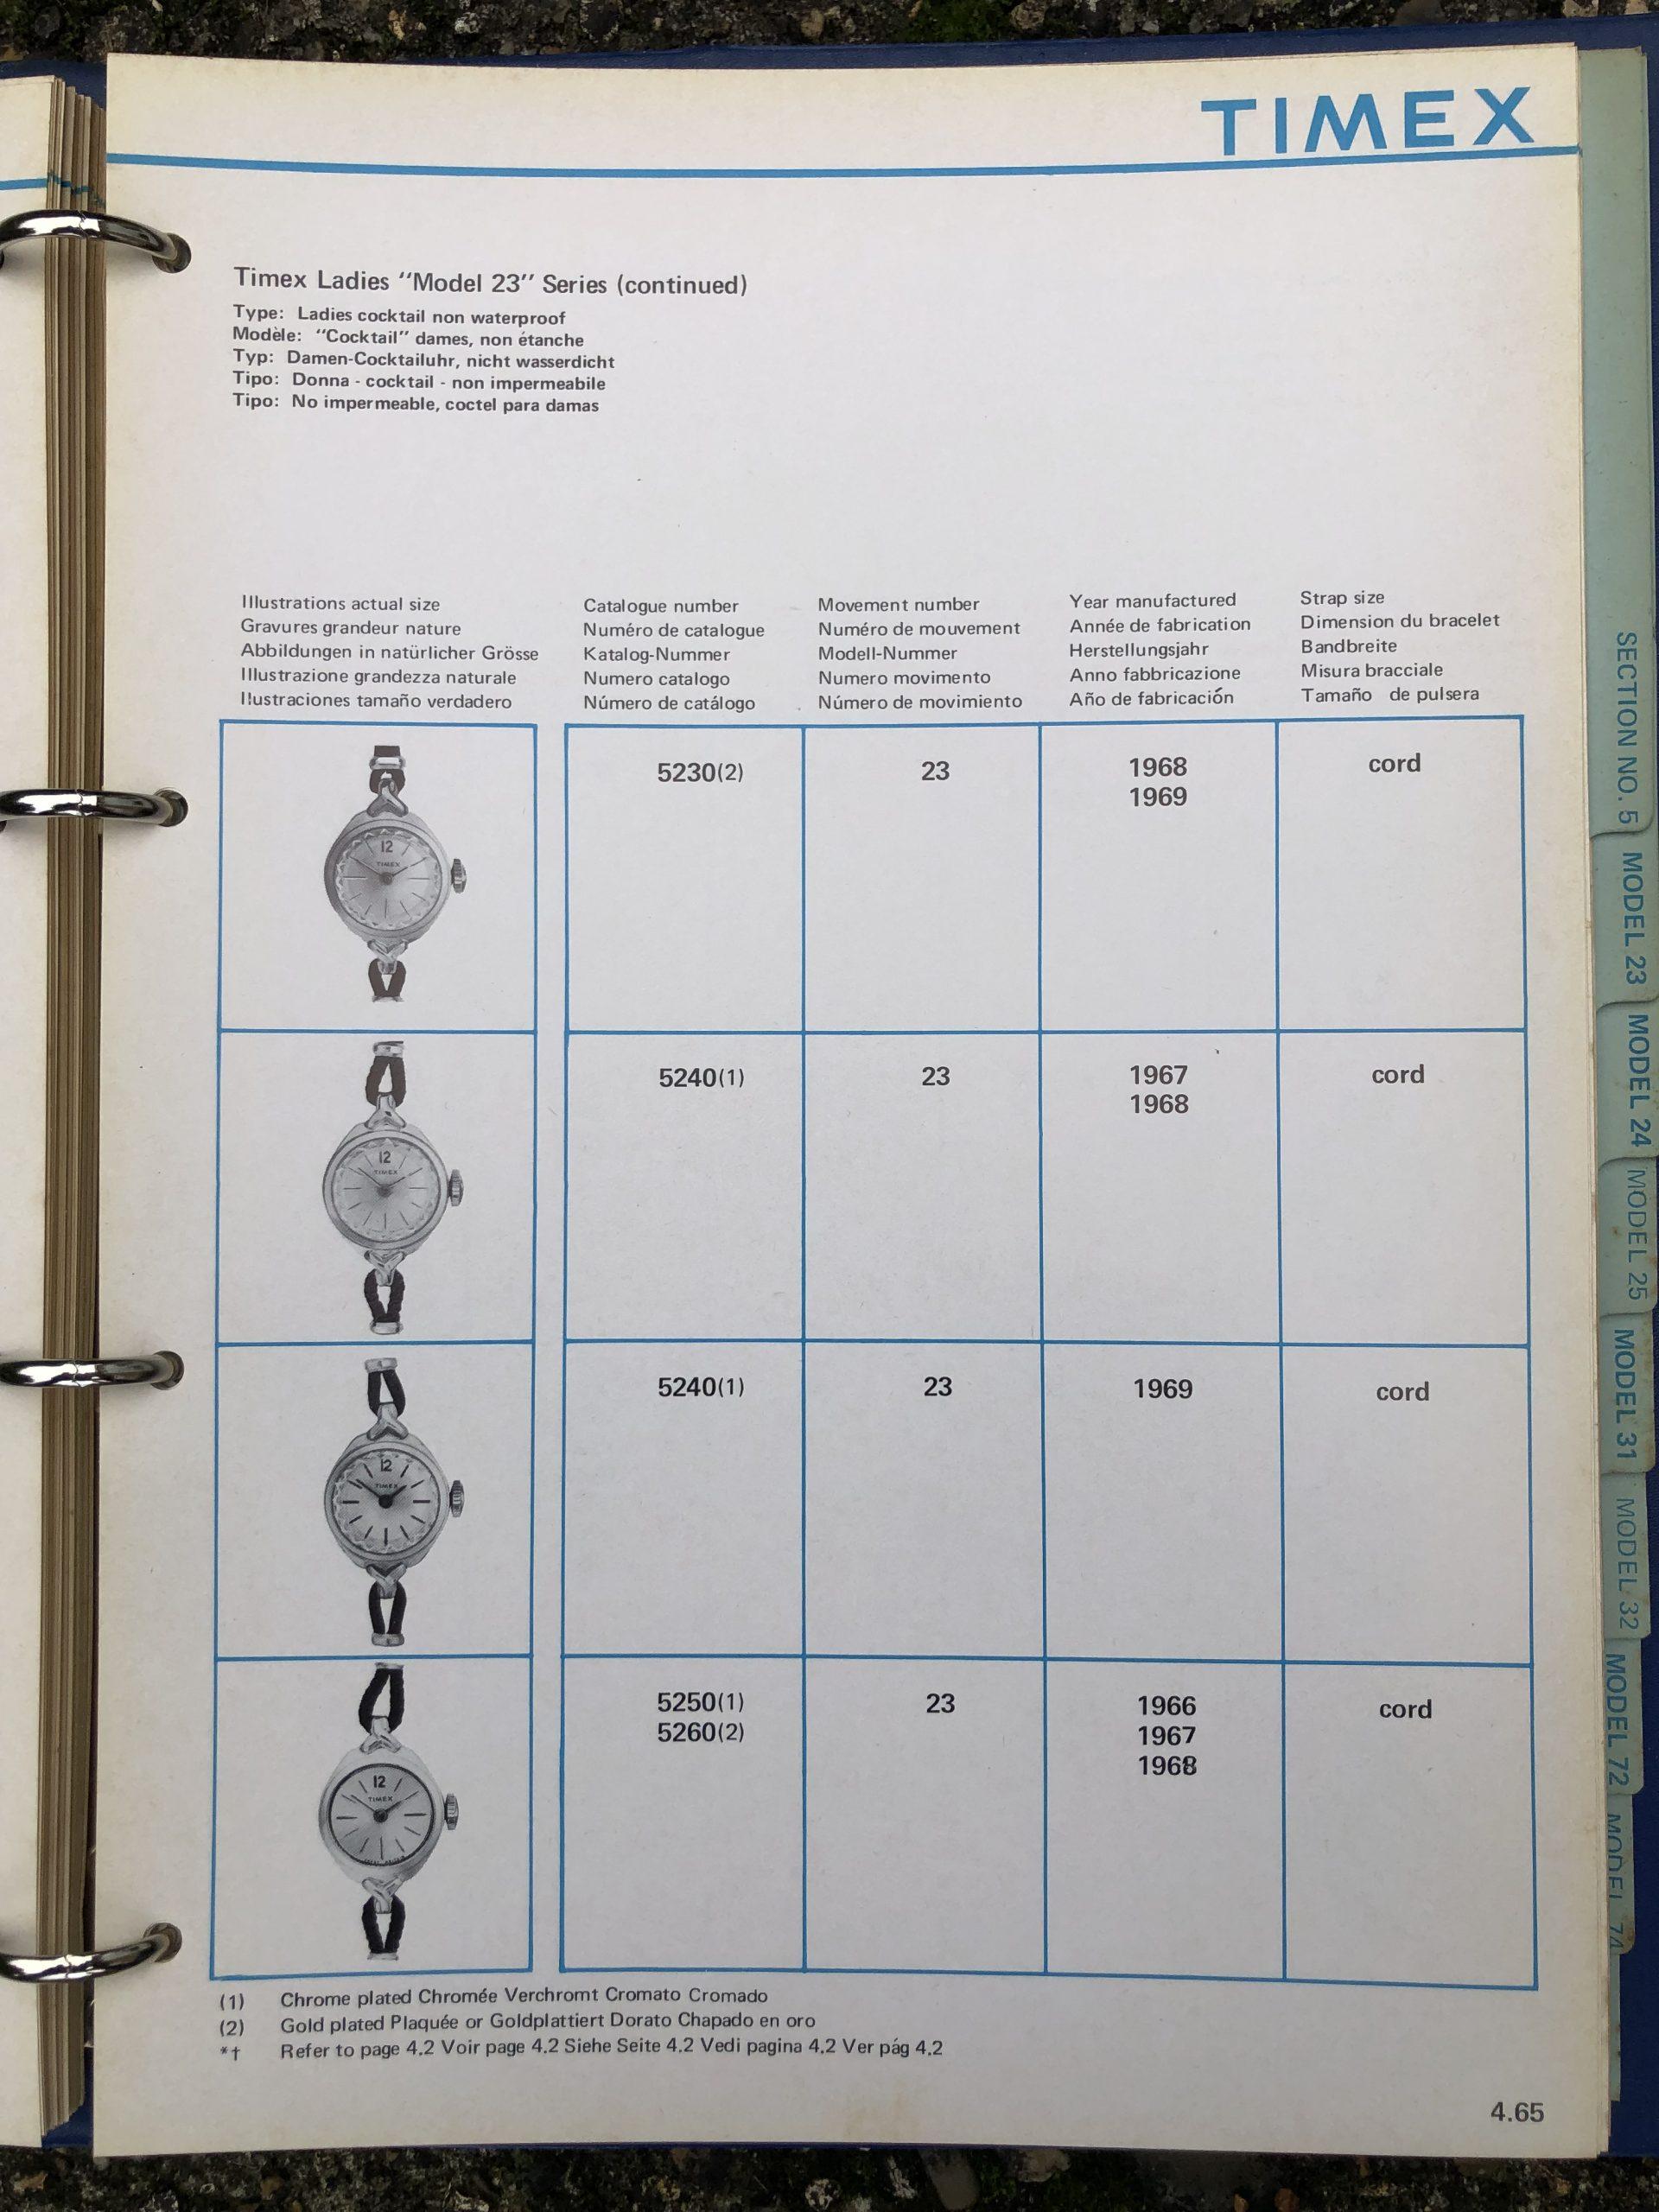 TIMEX
Timex Ladies “Model 23” Series (continued)
Type: Ladies cocktail non waterproof
Modèle: “Cocktail” dames, non étanche
Typ: Damen-Cocktailuhr, nicht wasserdicht
Tipo: Donna - cocktail - non impermeabile
Tipo: No impermeable, coctel para damas
Illustrations actual size
Gravures grandeur nature
Abbildungen in natürlicher Grösse
Illustrazione grandezza naturale
Ilustraciones tamaño verdadero
Catalogue number
Numéro de catalogue
Katalog-Nummer
Numero catalogo
Número de catálogo
Movement number
Numéro de mouvement
Modell-Nummer
Numero movimento
Número de movimiento
Year manufactured
Année de fabrication
Herstellungsjahr
Anno fabbricazione
Año de fabricación
Strap size
Dimension du bracelet
Bandbreite
Misura bracciale
Tamaño de pulsera
12
TIMEX
5230(2)
23
1968
1969
cord
12
TIMEX
5240(1)
23
1967
1968
cord
12
TIMEX
5240(1)
23
1969
cord
12
TIMEX
5250(1)
5260(2)
23
1966
1967
1968
cord
(1) Chrome plated Chromée Verchromt Cromato Cromado
(2) Gold plated Plaquée or Goldplattiert Dorato Chapado en oro
*† Refer to page 4.2 Voir page 4.2 Siehe Seite 4.2 Vedi pagina 4.2 Ver pág 4.2
4.65
SECTION NO. 5
MODEL 23
MODEL 24
MODEL 25
MODEL 31
MODEL 32
MODEL 72
MODEL 74